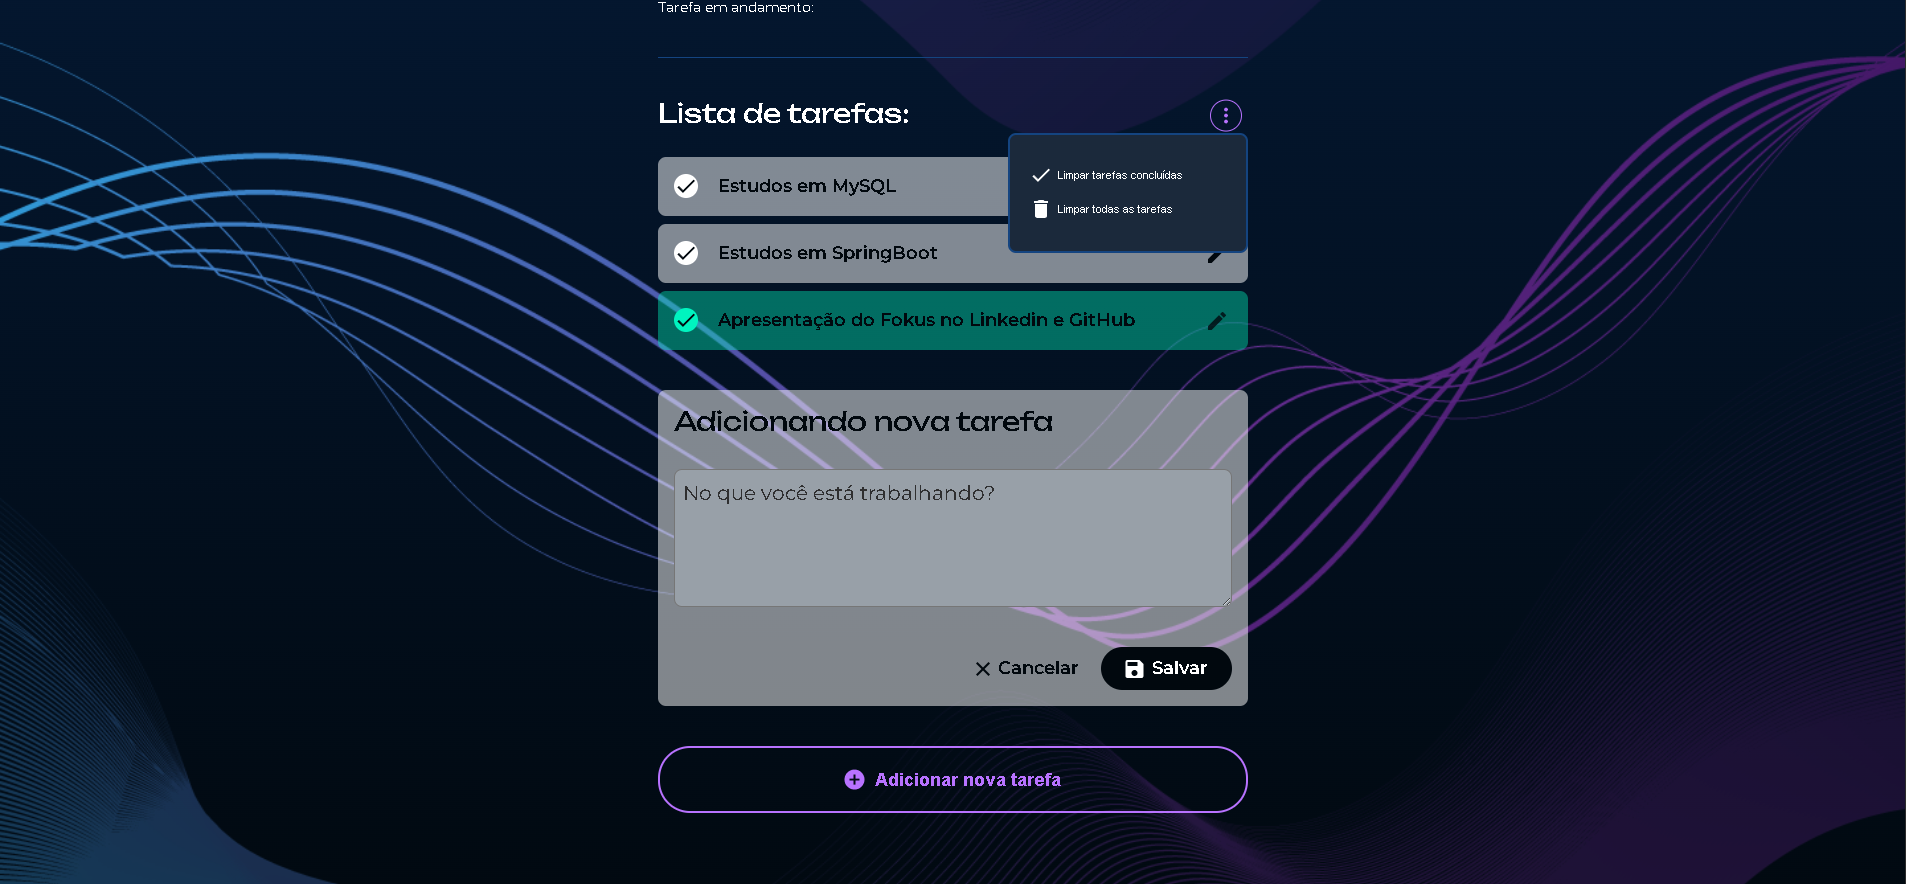 Tarefa em andamento:
Lista de tarefas:
Limpar tarefas concluídas
Limpar todas as tarefas
Estudos em MySQL
Estudos em SpringBoot
Apresentação do Fokus no Linkedin e GitHub
Adicionando nova tarefa
No que você está trabalhando?
Cancelar
Salvar
Adicionar nova tarefa